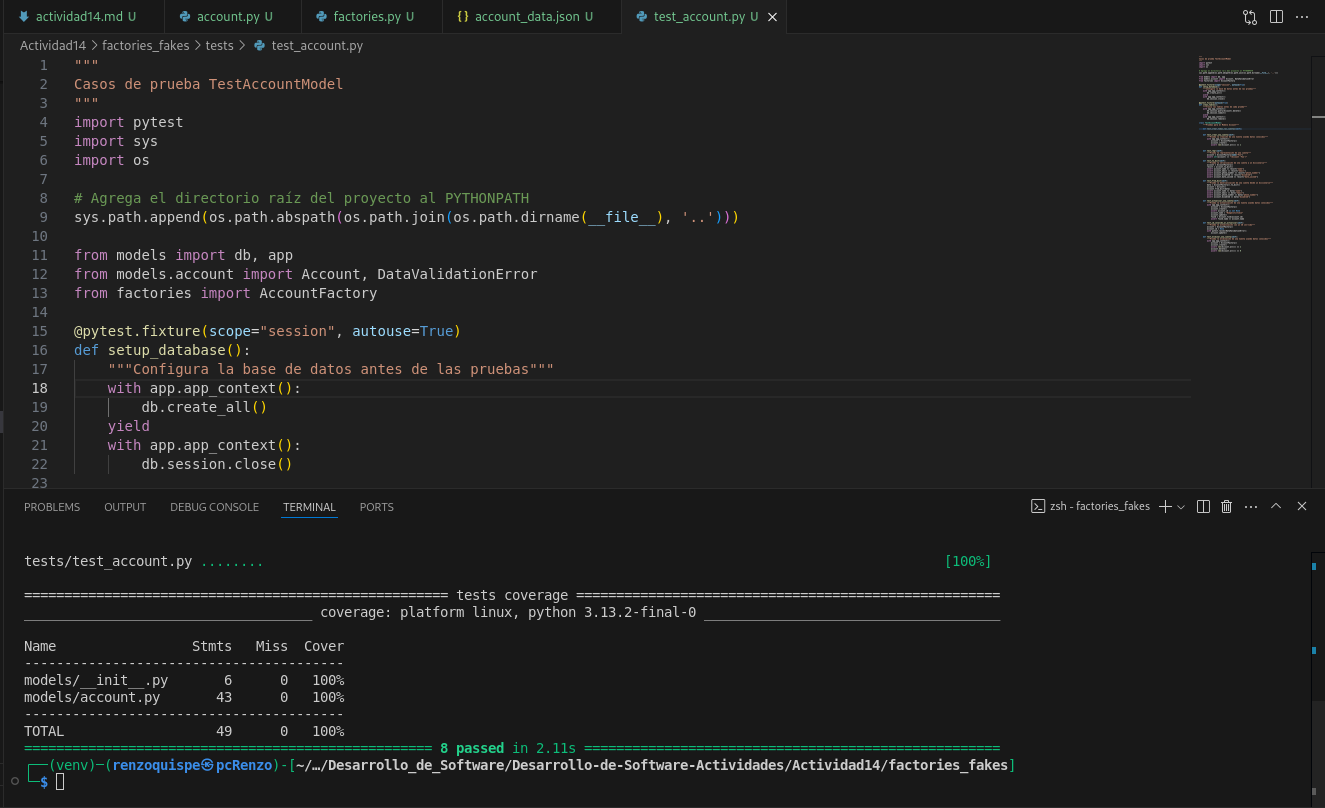 actividad14.md U account.py U factories.py U {} account_data.json U test_account.py U
Actividad14 > factories_fakes > tests > test_account.py
1 """
2 Casos de prueba TestAccountModel
3 """
4 import pytest
5 import sys
6 import os
7
8 # Agrega el directorio raíz del proyecto al PYTHONPATH
9 sys.path.append(os.path.abspath(os.path.join(os.path.dirname(__file__), '..')))
10
11 from models import db, app
12 from models.account import Account, DataValidationError
13 from factories import AccountFactory
14
15 @pytest.fixture(scope="session", autouse=True)
16 def setup_database():
17     """Configura la base de datos antes de las pruebas"""
18     with app.app_context():
19         db.create_all()
20     yield
21     with app.app_context():
22         db.session.close()
23
PROBLEMS OUTPUT DEBUG CONSOLE TERMINAL PORTS zsh - factories_fakes
tests/test_account.py ........ [100%]
===================================================== tests coverage =====================================================
____________________________________ coverage: platform linux, python 3.13.2-final-0 _____________________________________
Name                 Stmts   Miss  Cover
----------------------------------------
models/__init__.py       6      0   100%
models/account.py       43      0   100%
----------------------------------------
TOTAL                   49      0   100%
=================================================== 8 passed in 2.11s ====================================================
┌──(venv)─(renzoquispe㉿pcRenzo)-[~/…/Desarrollo_de_Software/Desarrollo-de-Software-Actividades/Actividad14/factories_fakes]
└─$